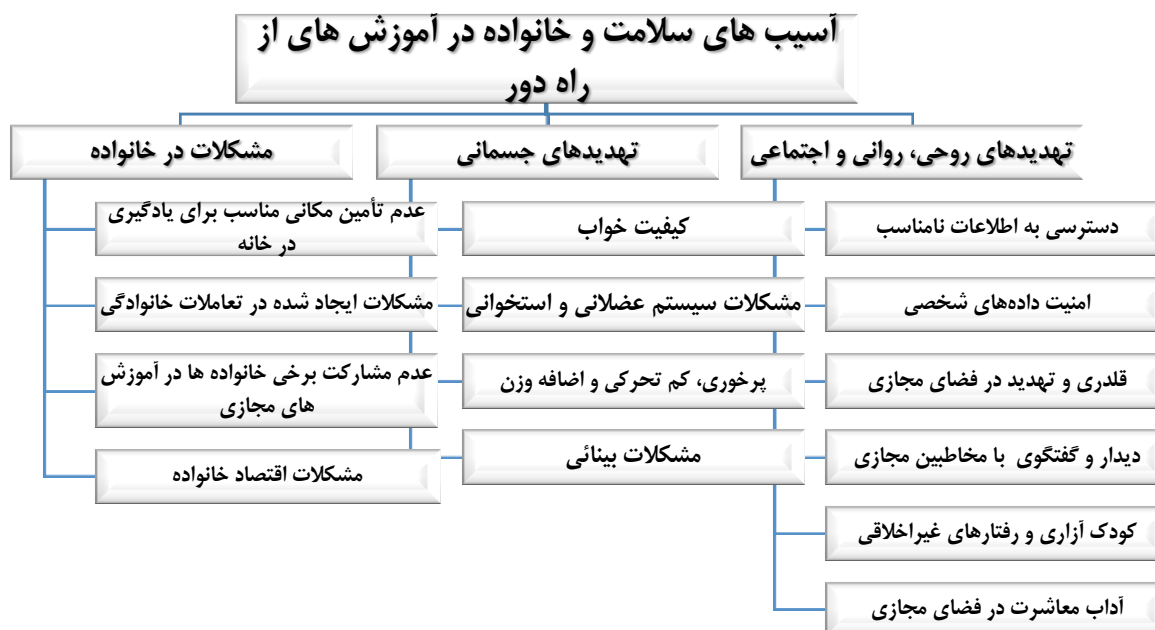 آسیب های سلامت و خانواده در آموزش های از
راه دور
تهدیدهای روحی، روانی و اجتماعی
دسترسی به اطلاعات نامناسب
امنیت داده‌های شخصی
قلدری و تهدید در فضای مجازی
دیدار و گفتگوی با مخاطبین مجازی
کودک آزاری و رفتارهای غیراخلاقی
آداب معاشرت در فضای مجازی
تهدیدهای جسمانی
کیفیت خواب
مشکلات سیستم عضلانی و استخوانی
پرخوری، کم تحرکی و اضافه وزن
مشکلات بینائی
مشکلات در خانواده
عدم تأمین مکانی مناسب برای یادگیری
در خانه
مشکلات ایجاد شده در تعاملات خانوادگی
عدم مشارکت برخی خانواده ها در آموزش
های مجازی
مشکلات اقتصاد خانواده